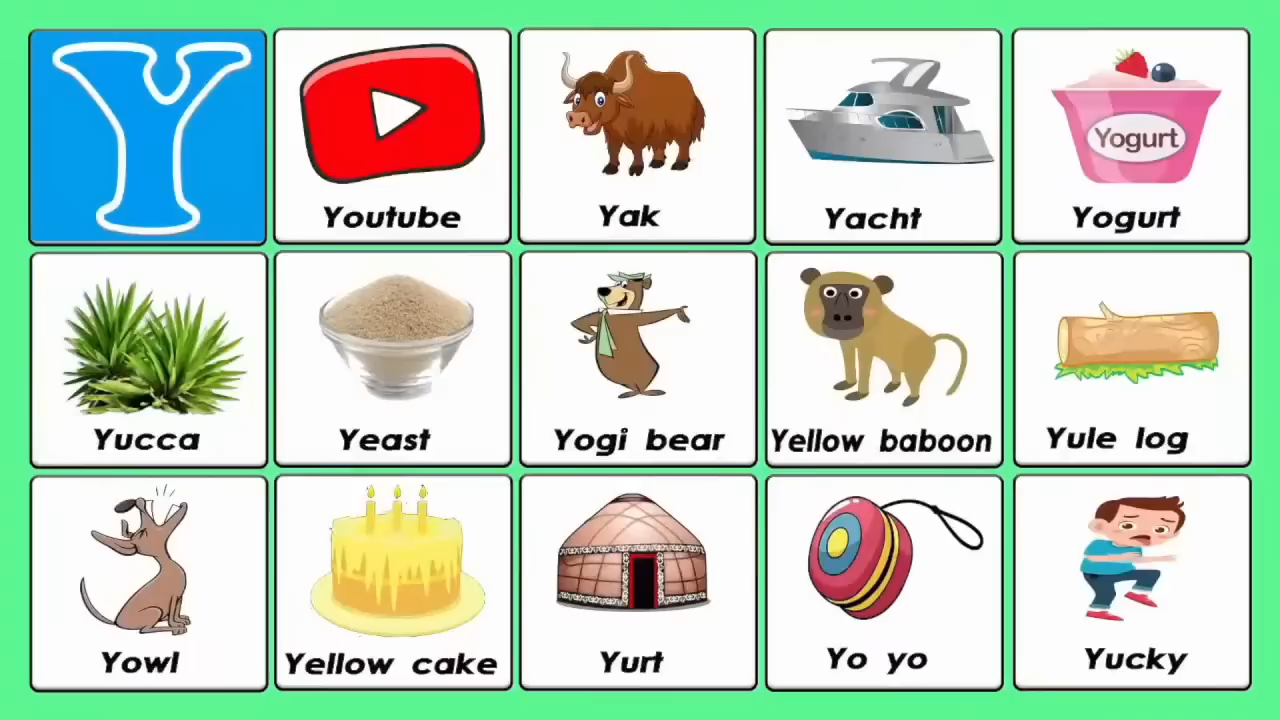 Y
Youtube
Yak
Yacht
Yogurt
Yogurt
Yucca
Yeast
Yogi bear
Yellow baboon
Yule log
Yowl
Yellow cake
Yurt
Yo yo
Yucky